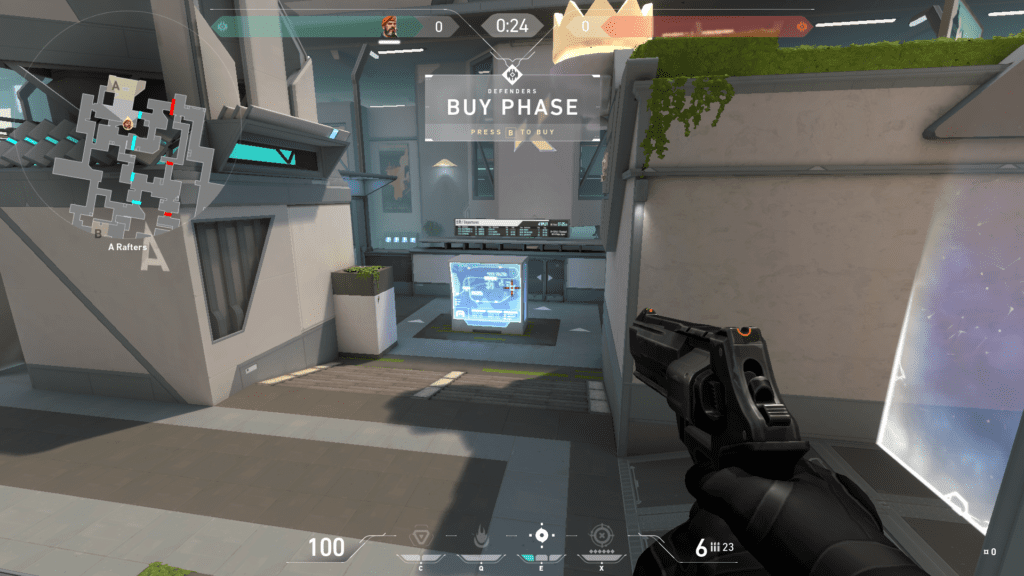 0
0:24
0
DEFENDERS
BUY PHASE
PRESS B TO BUY
A
B
A Rafters
A
100
C
Q
E
X
6
23
0